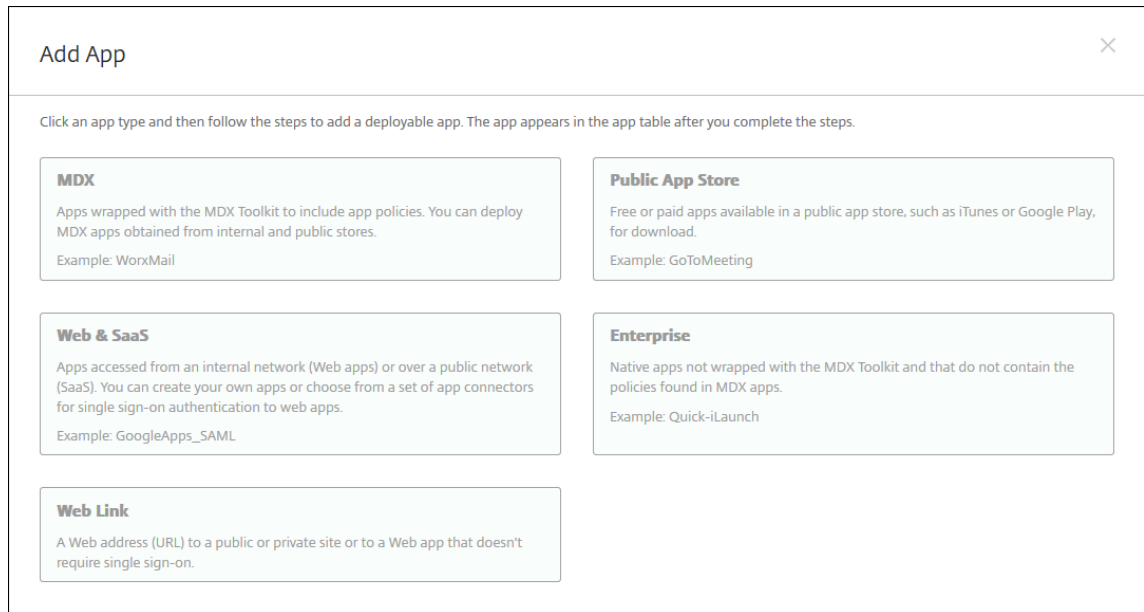 Add App
Click an app type and then follow the steps to add a deployable app. The app appears in the app table after you complete the steps.
MDX
Apps wrapped with the MDX Toolkit to include app policies. You can deploy
MDX apps obtained from internal and public stores.
Example: WorxMail
Public App Store
Free or paid apps available in a public app store, such as iTunes or Google Play,
for download.
Example: GoToMeeting
Web & SaaS
Apps accessed from an internal network (Web apps) or over a public network
(SaaS). You can create your own apps or choose from a set of app connectors
for single sign-on authentication to web apps.
Example: GoogleApps_SAML
Enterprise
Native apps not wrapped with the MDX Toolkit and that do not contain the
policies found in MDX apps.
Example: Quick-iLaunch
Web Link
A Web address (URL) to a public or private site or to a Web app that doesn't
require single sign-on.